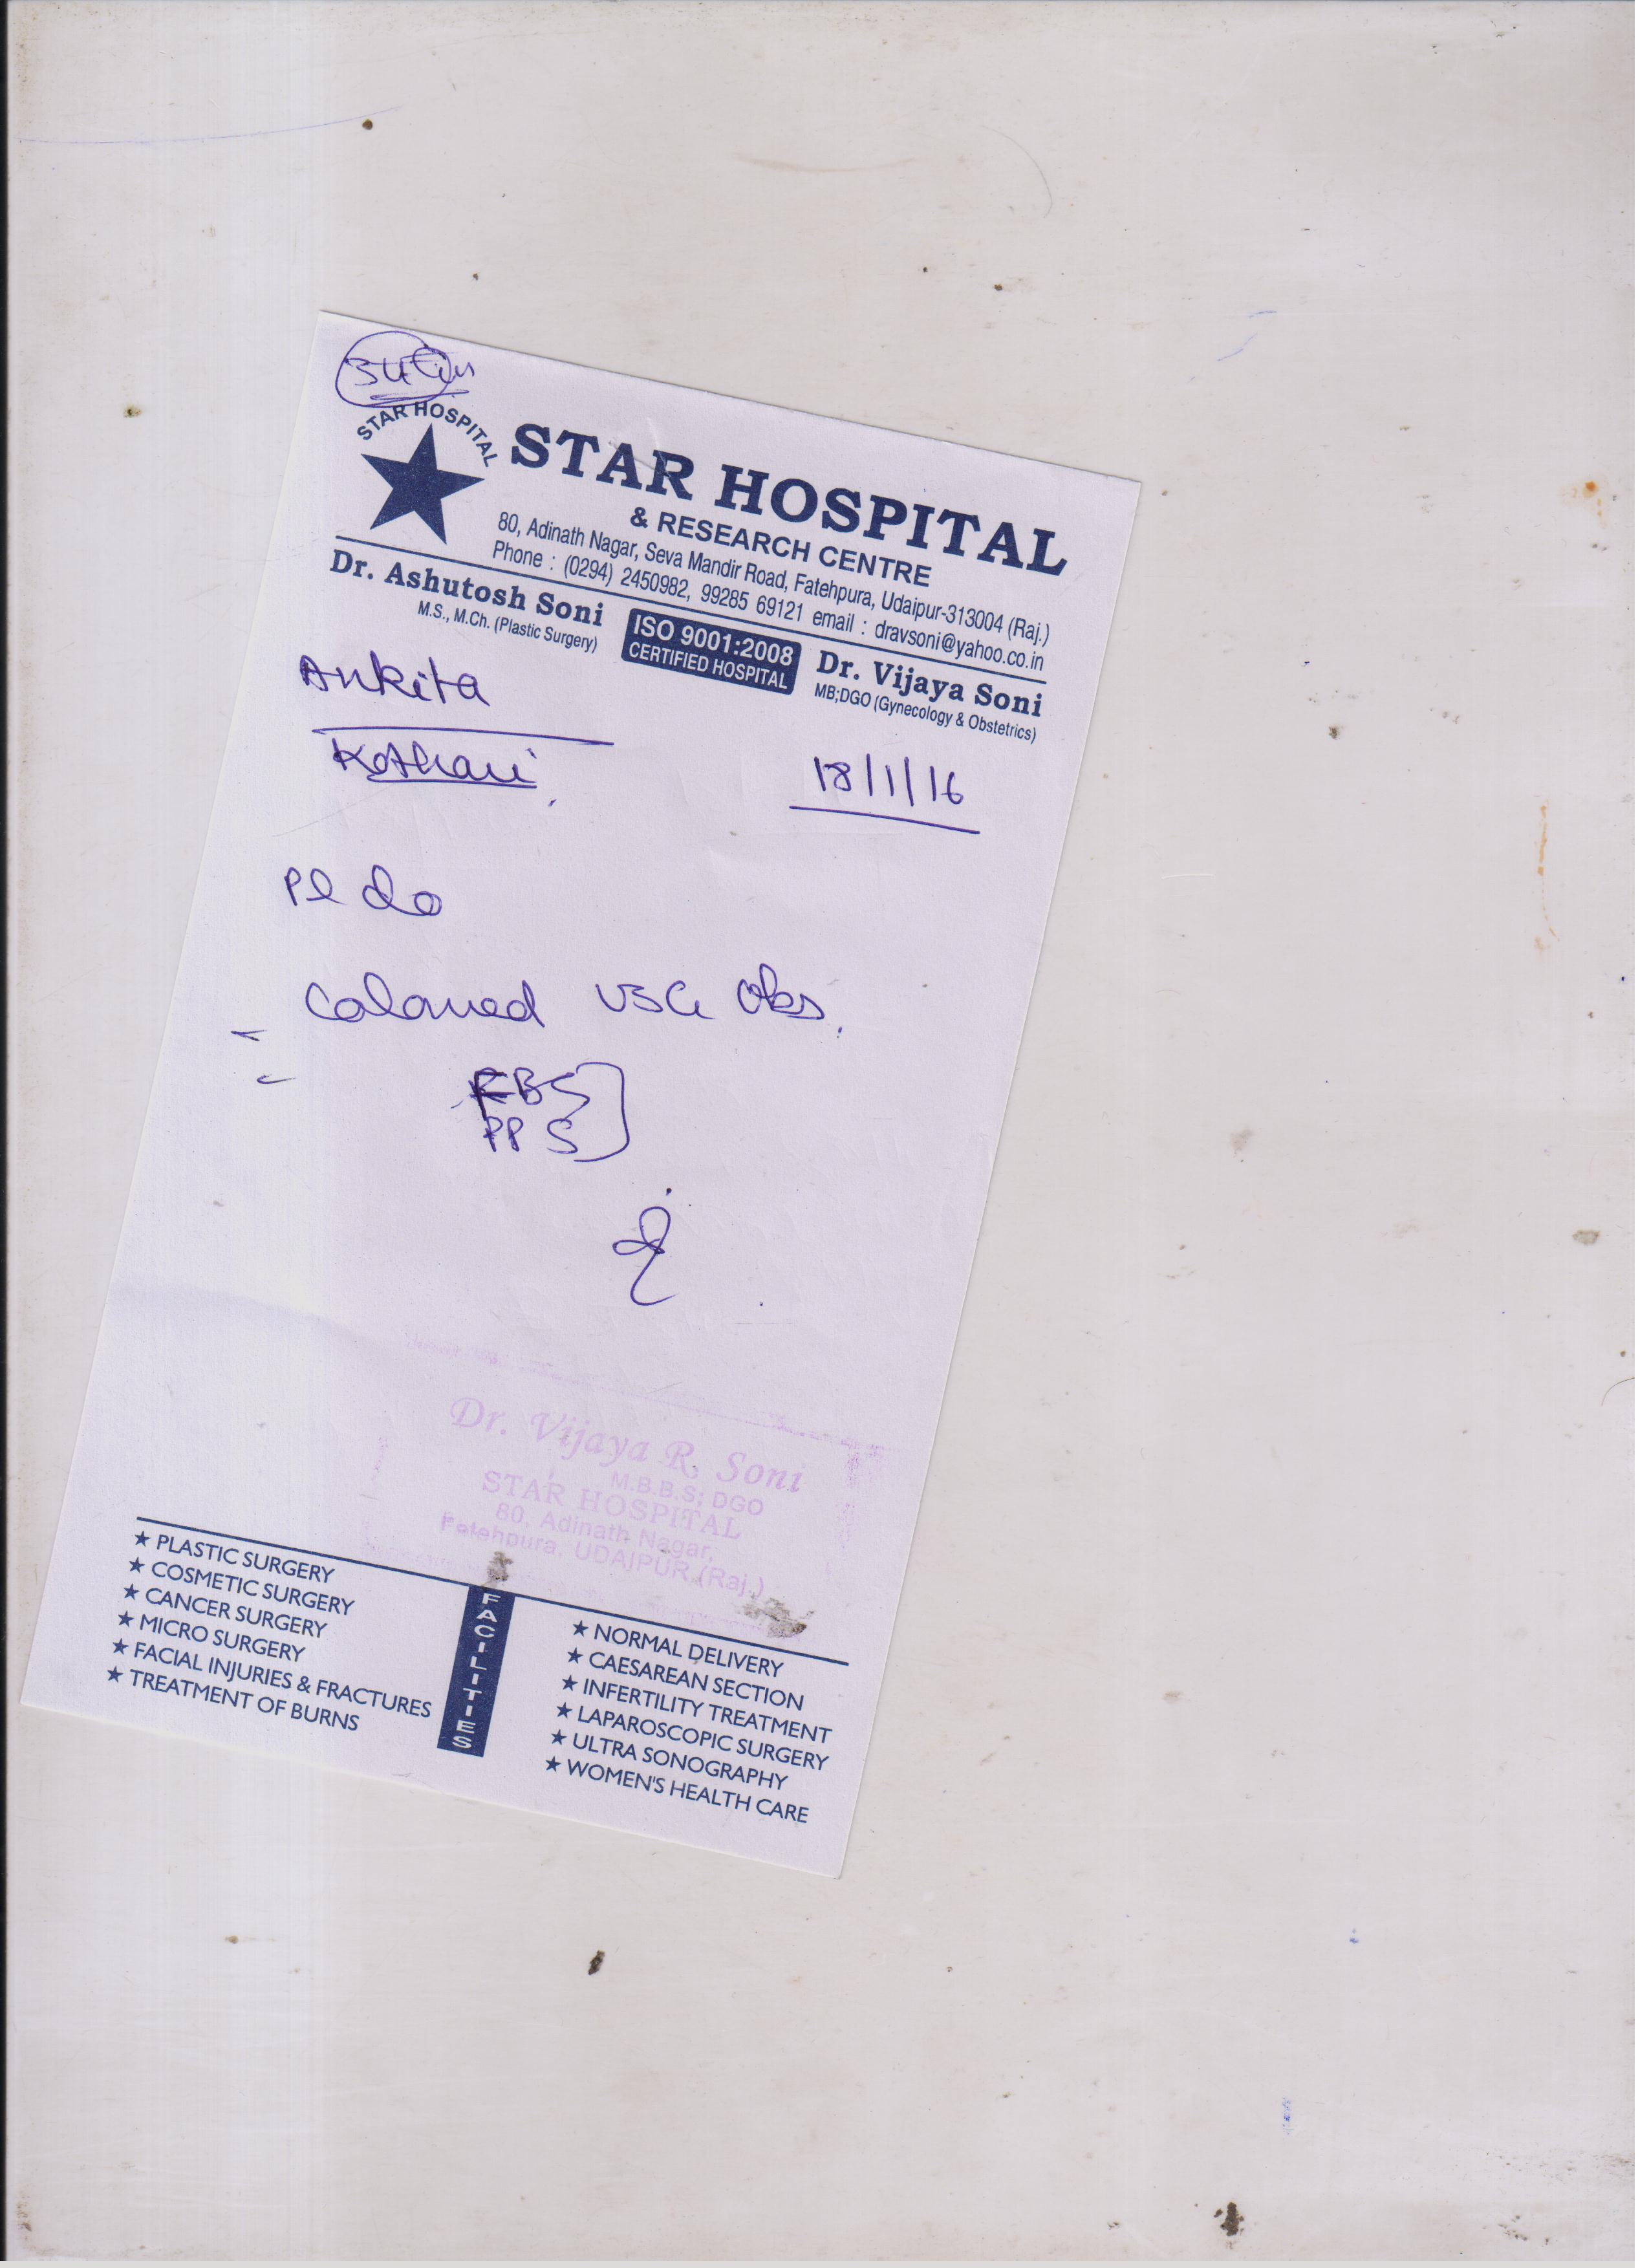 STAR HOSPITAL
STAR HOSPITAL
& RESEARCH CENTRE
80, Adinath Nagar, Seva Mandir Road, Fatehpura, Udaipur-313004 (Raj.)
Phone : (0294) 2450982, 99285 69121 email : dravsoni@yahoo.co.in
Dr. Ashutosh Soni
M.S., M.Ch. (Plastic Surgery)
ISO 9001:2008
CERTIFIED HOSPITAL
Dr. Vijaya Soni
MB;DGO (Gynecology & Obstetrics)
Ankita
Kothari
18/1/16
Pl do
Coloured USG Obs.
FBS
PPS
Dr. Vijaya R. Soni
M.B.B.S; DGO
STAR HOSPITAL
80, Adinath Nagar,
Fatehpura, UDAIPUR (Raj.)
★ PLASTIC SURGERY
★ COSMETIC SURGERY
★ CANCER SURGERY
★ MICRO SURGERY
★ FACIAL INJURIES & FRACTURES
★ TREATMENT OF BURNS
FACILITIES
★ NORMAL DELIVERY
★ CAESAREAN SECTION
★ INFERTILITY TREATMENT
★ LAPAROSCOPIC SURGERY
★ ULTRA SONOGRAPHY
★ WOMEN'S HEALTH CARE